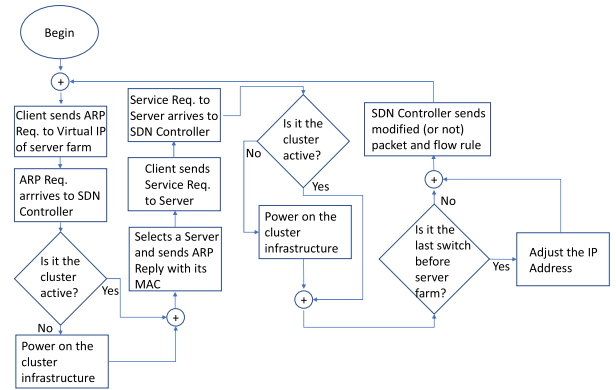 Begin
+
Client sends ARP
Req. to Virtual IP
of server farm
ARP Req.
arrrives to SDN
Controller
Is it the
cluster
active?
Yes
No
Power on the
cluster
infrastructure
+
Selects a Server
and sends ARP
Reply with its
MAC
Client sends
Service Req.
to Server
Service Req. to
Server arrives to
SDN Controller
Is it the
cluster
active?
No
Yes
Power on the
cluster
infrastructure
+
Is it the
last switch
before
server
farm?
Yes
No
Adjust the IP
Address
+
SDN Controller sends
modified (or not)
packet and flow rule